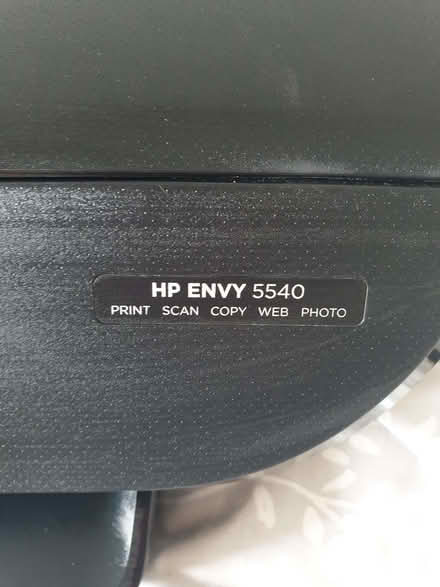 HP ENVY 5540
PRINT SCAN COPY WEB PHOTO